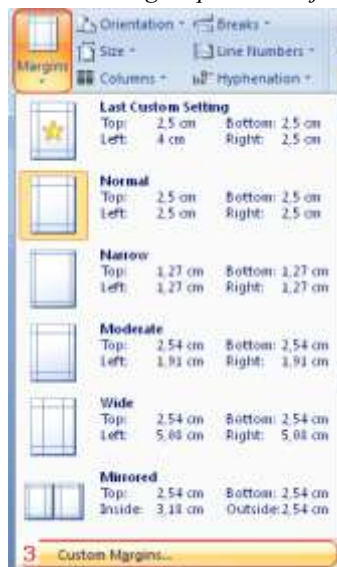 Margins
Orientation
Breaks
Size
Line Numbers
Columns
Hyphenation
Last Custom Setting
Top: 2,5 cm Bottom: 2,5 cm
Left: 4 cm Right: 2,5 cm
Normal
Top: 2,5 cm Bottom: 2,5 cm
Left: 2,5 cm Right: 2,5 cm
Narrow
Top: 1,27 cm Bottom: 1,27 cm
Left: 1,27 cm Right: 1,27 cm
Moderate
Top: 2,54 cm Bottom: 2,54 cm
Left: 1,91 cm Right: 1,91 cm
Wide
Top: 2,54 cm Bottom: 2,54 cm
Left: 5,08 cm Right: 5,08 cm
Mirrored
Top: 2,54 cm Bottom: 2,54 cm
Inside: 3,18 cm Outside: 2,54 cm
3 Custom Margins...